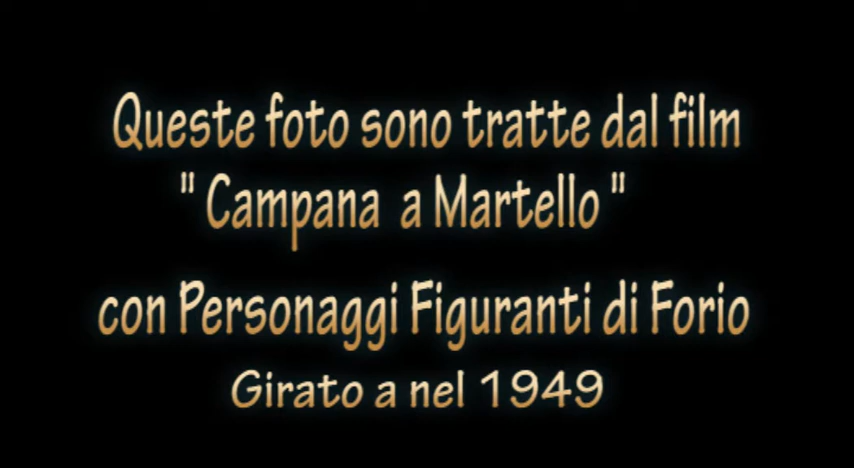 Queste foto sono tratte dal film
" Campana a Martello "
con Personaggi Figuranti di Forio
Girato a nel 1949